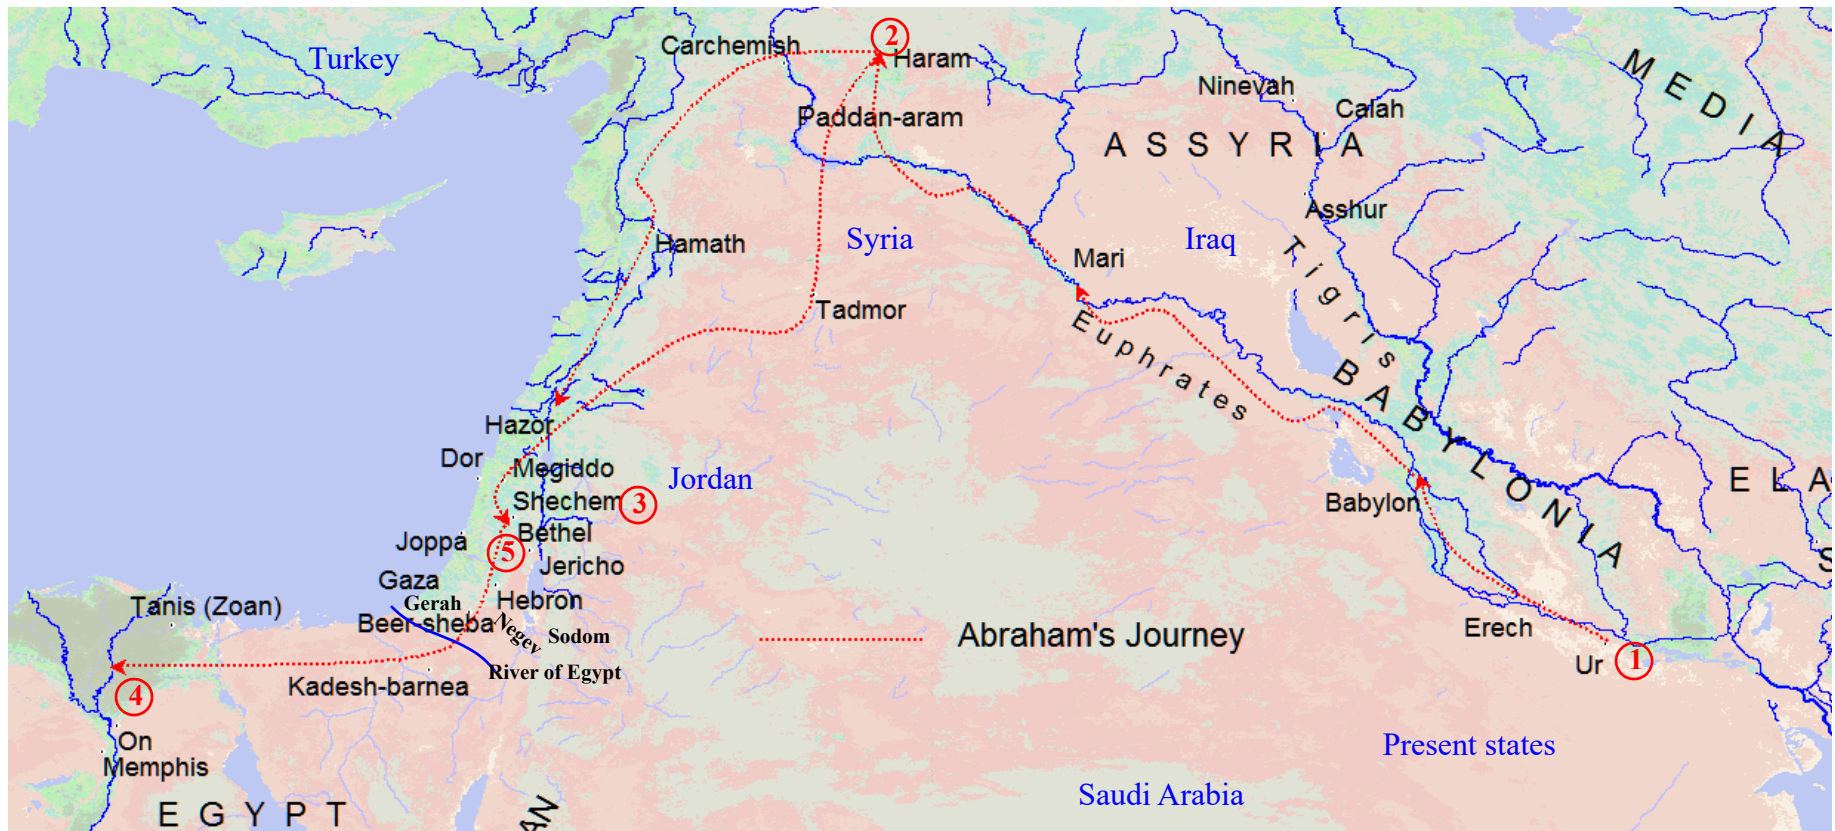 Turkey
Carchemish
2
Haram
Paddan-aram
Ninevah
Calah
MEDIA
ASSYRIA
Asshur
Hamath
Syria
Iraq
Mari
Tigris
Tadmor
Euphrates
BABYLONIA
Hazor
Dor
Megiddo
Jordan
Shechem
3
ELA
Babylon
Joppa
5
Bethel
Jericho
Gaza
Gerah
Hebron
Tanis (Zoan)
Beer-sheba
Negev
Sodom
Abraham's Journey
Erech
Ur
1
S
River of Egypt
Kadesh-barnea
4
On
Memphis
Present states
Saudi Arabia
EGYPT
AN